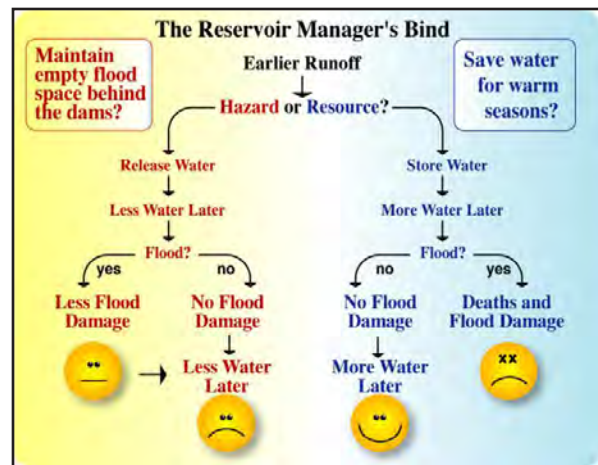 The Reservoir Manager's Bind
Maintain
empty flood
space behind
the dams?
Earlier Runoff
Save water
for warm
seasons?
Hazard or Resource?
Release Water
Store Water
Less Water Later
More Water Later
Flood?
Flood?
yes
no
no
yes
Less Flood
Damage
No Flood
Damage
No Flood
Damage
Deaths and
Flood Damage
Less Water
Later
More Water
Later
xx